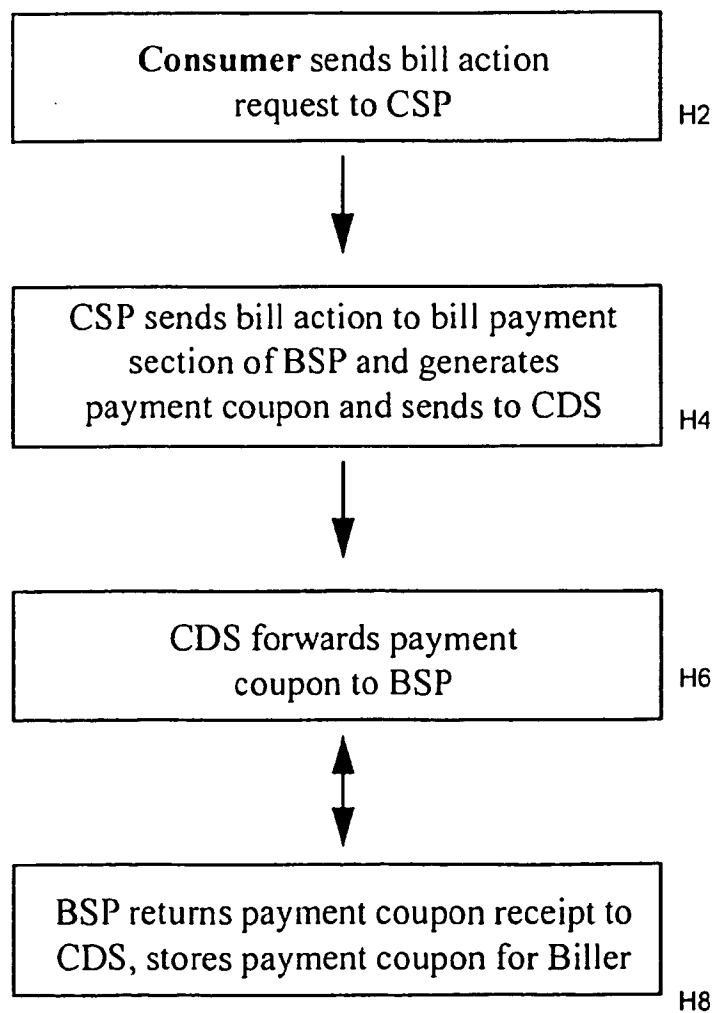 Consumer sends bill action
request to CSP
H2
CSP sends bill action to bill payment
section of BSP and generates
payment coupon and sends to CDS
H4
CDS forwards payment
coupon to BSP
H6
BSP returns payment coupon receipt to
CDS, stores payment coupon for Biller
H8